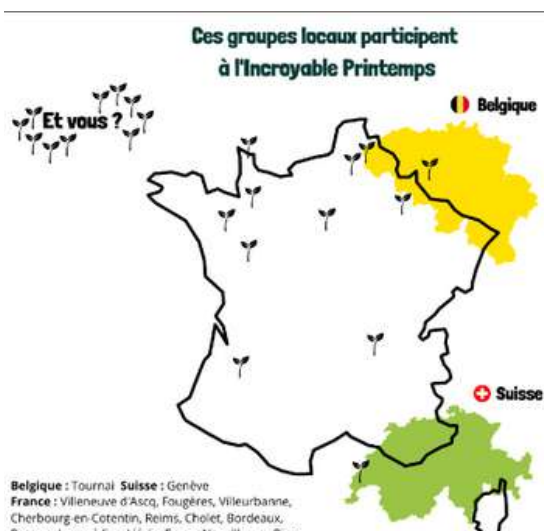 Ces groupes locaux participent
à l'Incroyable Printemps
Et vous ?
Belgique
Suisse
Belgique : Tournai Suisse : Genève
France : Villeneuve d'Ascq, Fougères, Villeurbanne,
Cherbourg-en-Cotentin, Reims, Cholet, Bordeaux,